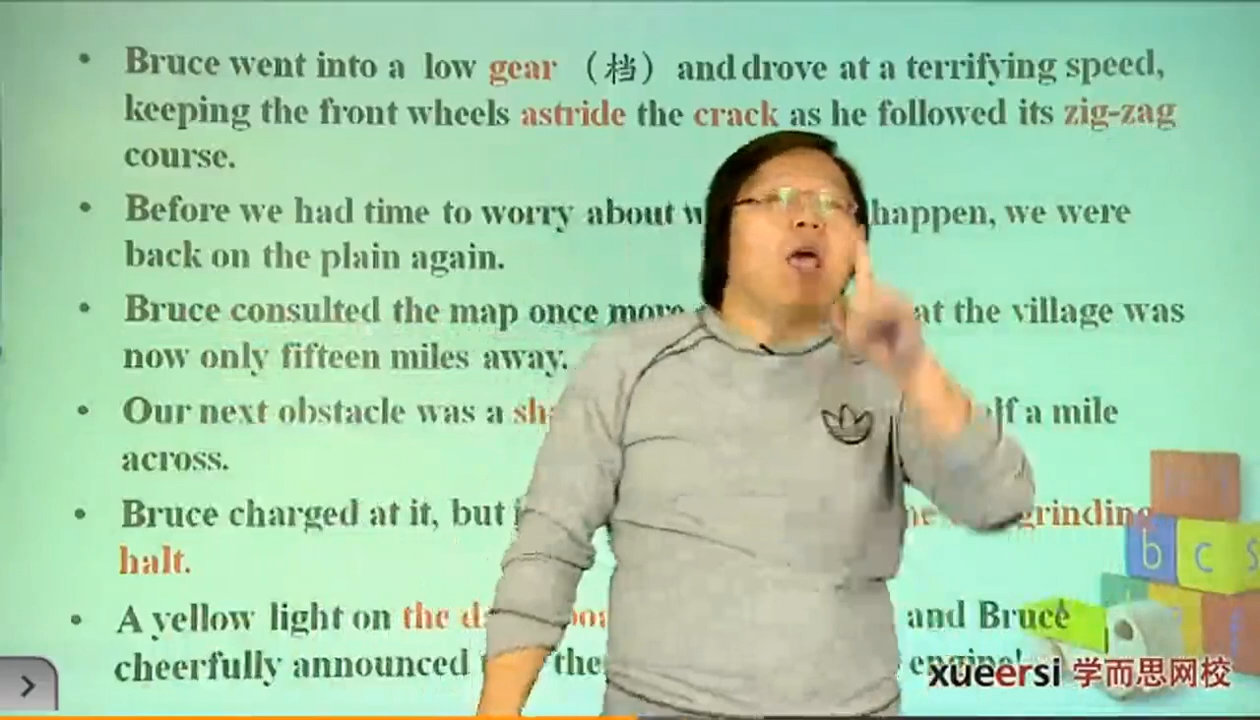 • Bruce went into a low gear （档） and drove at a terrifying speed,
keeping the front wheels astride the crack as he followed its zig-zag
course.
• Before we had time to worry about happen, we were
back on the plain again.
• Bruce consulted the map once more at the village was
now only fifteen miles away.
• Our next obstacle was a a mile
across.
• Bruce charged at it, but grinding
halt.
• A yellow light on the and Bruce
cheerfully announced the engine!
b c s
xueersi 学而思网校